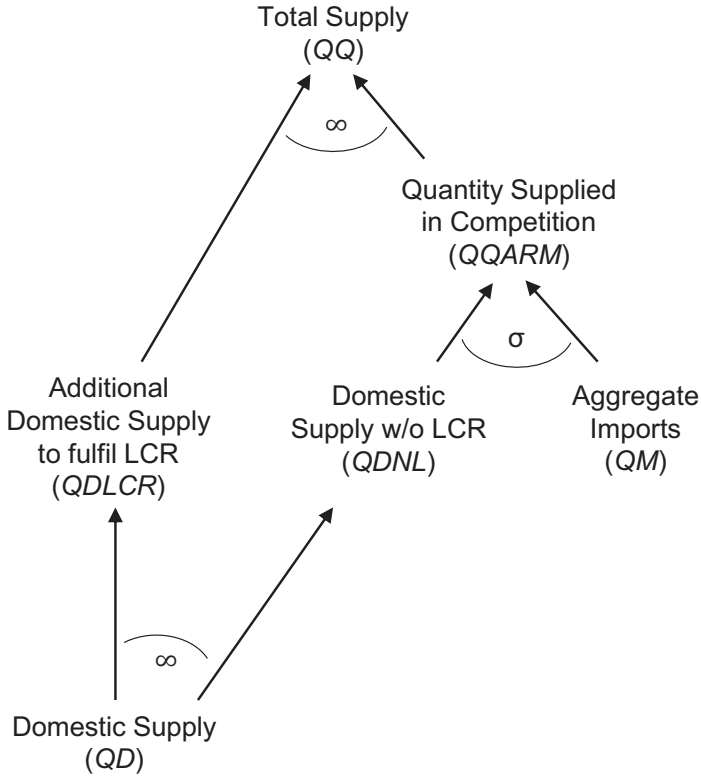 Total Supply
(QQ)
∞
Quantity Supplied
in Competition
(QQARM)
σ
Additional
Domestic Supply
to fulfil LCR
(QDLCR)
Domestic
Supply w/o LCR
(QDNL)
Aggregate
Imports
(QM)
∞
Domestic Supply
(QD)